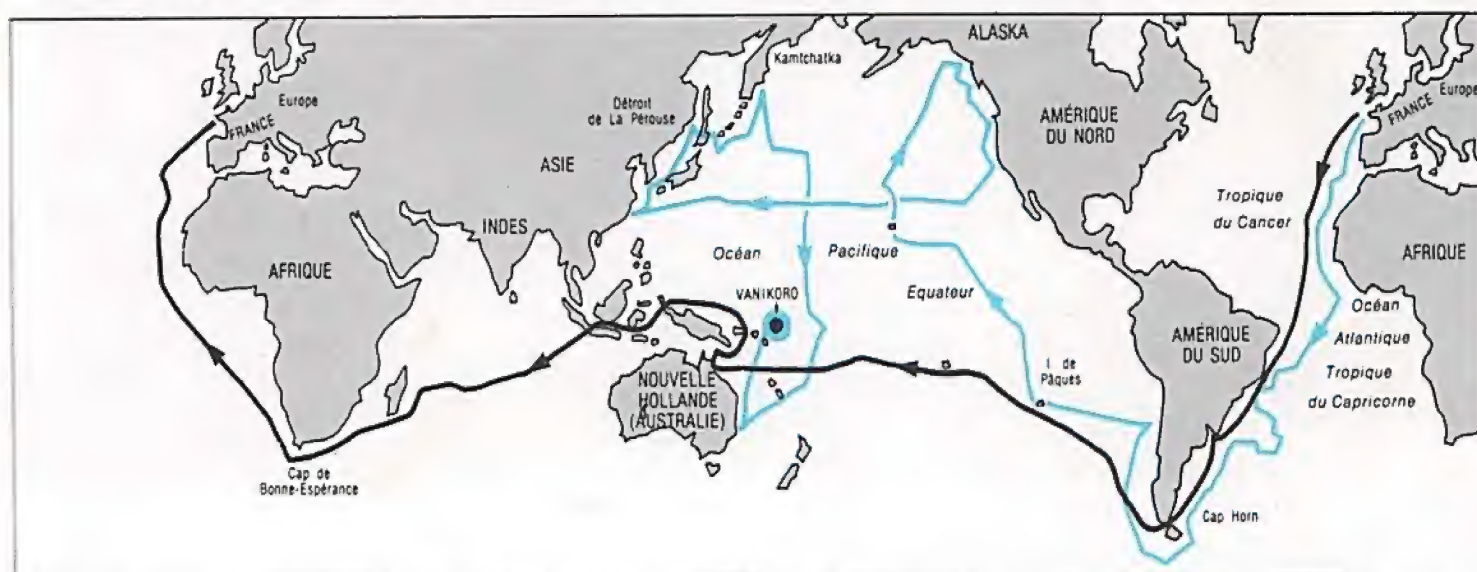 ALASKA
Kamtchatka
Europe
FRANCE
Détroit
de La Pérouse
ASIE
AMÉRIQUE
DU NORD
Europe
FRANCE
Tropique
du Cancer
INDES
AFRIQUE
Océan
Pacifique
AFRIQUE
VANIKORO
Equateur
Océan
Atlantique
AMÉRIQUE
DU SUD
I. de
Pâques
Tropique
du Capricorne
NOUVELLE
HOLLANDE
(AUSTRALIE)
Cap de
Bonne-Espérance
Cap Horn